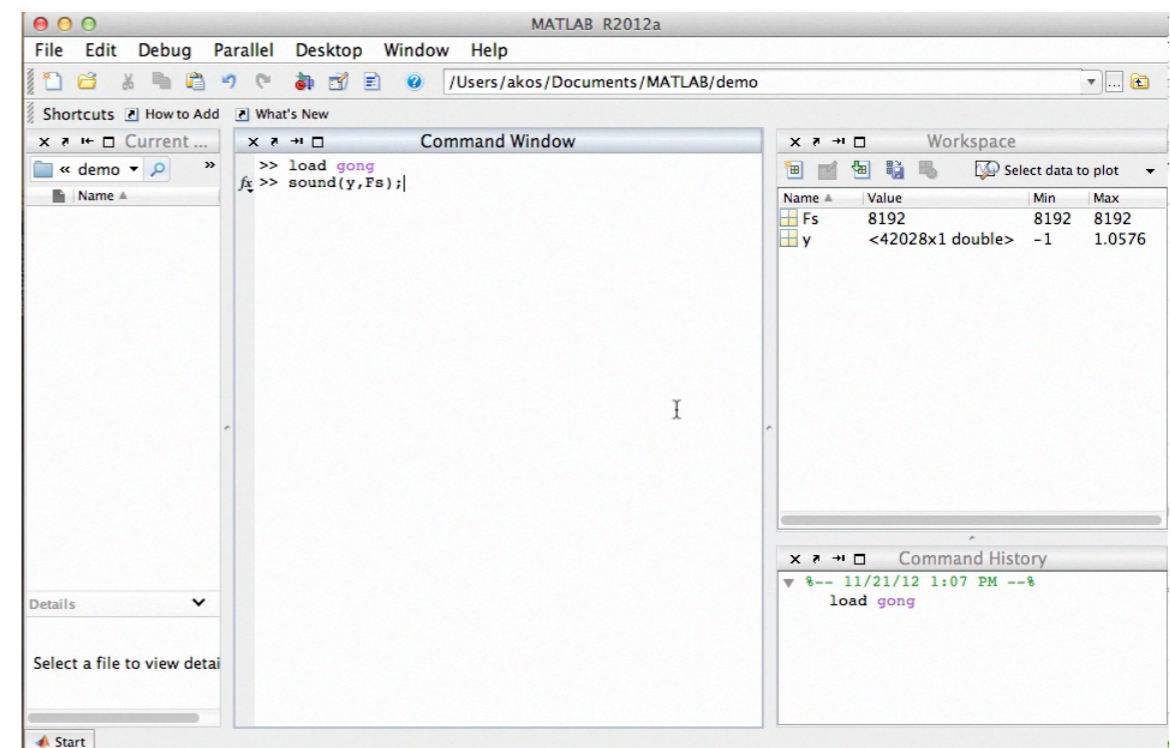 MATLAB R2012a
File Edit Debug Parallel Desktop Window Help
/Users/akos/Documents/MATLAB/demo
Shortcuts How to Add What's New
Current ...
« demo
Name
Details
Select a file to view detai
Command Window
>> load gong
fx >> sound(y,Fs);
Workspace
Select data to plot
Name Value Min Max
Fs 8192 8192 8192
y <42028x1 double> -1 1.0576
Command History
%-- 11/21/12 1:07 PM --%
load gong
Start